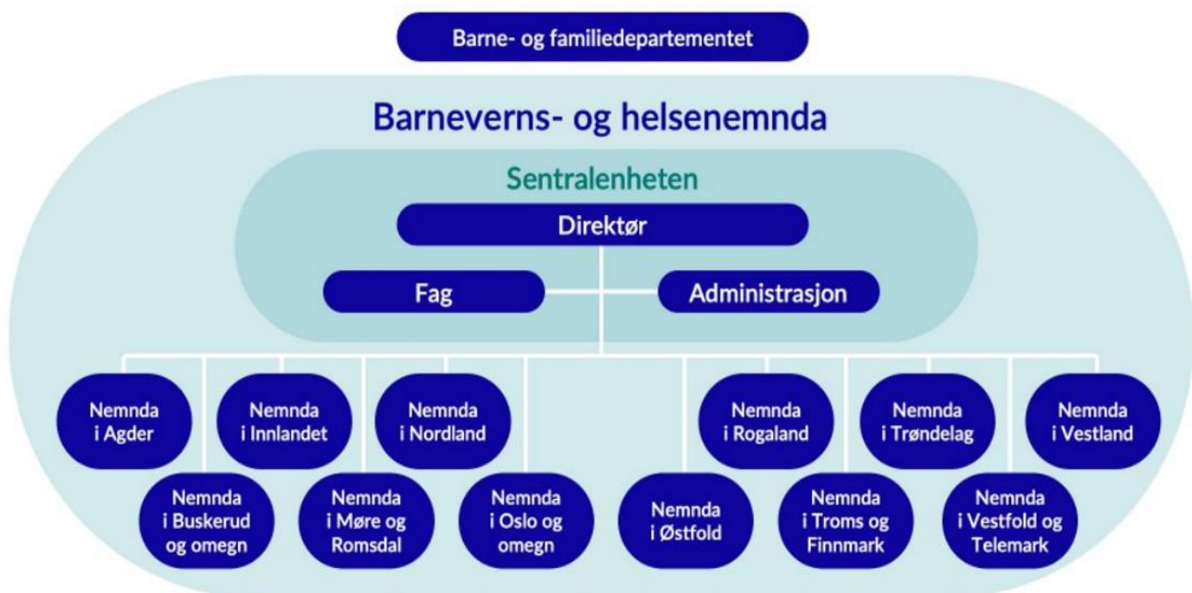 Barne- og familiedepartementet
Barneverns- og helsenemnda
Sentralenheten
Direktør
Fag
Administrasjon
Nemnda
i Agder
Nemnda
i Innlandet
Nemnda
i Nordland
Nemnda
i Rogaland
Nemnda
i Trøndelag
Nemnda
i Vestland
Nemnda
i Buskerud
og omegn
Nemnda
i Møre og
Romsdal
Nemnda
i Oslo og
omegn
Nemnda
i Østfold
Nemnda
i Troms og
Finnmark
Nemnda
i Vestfold og
Telemark